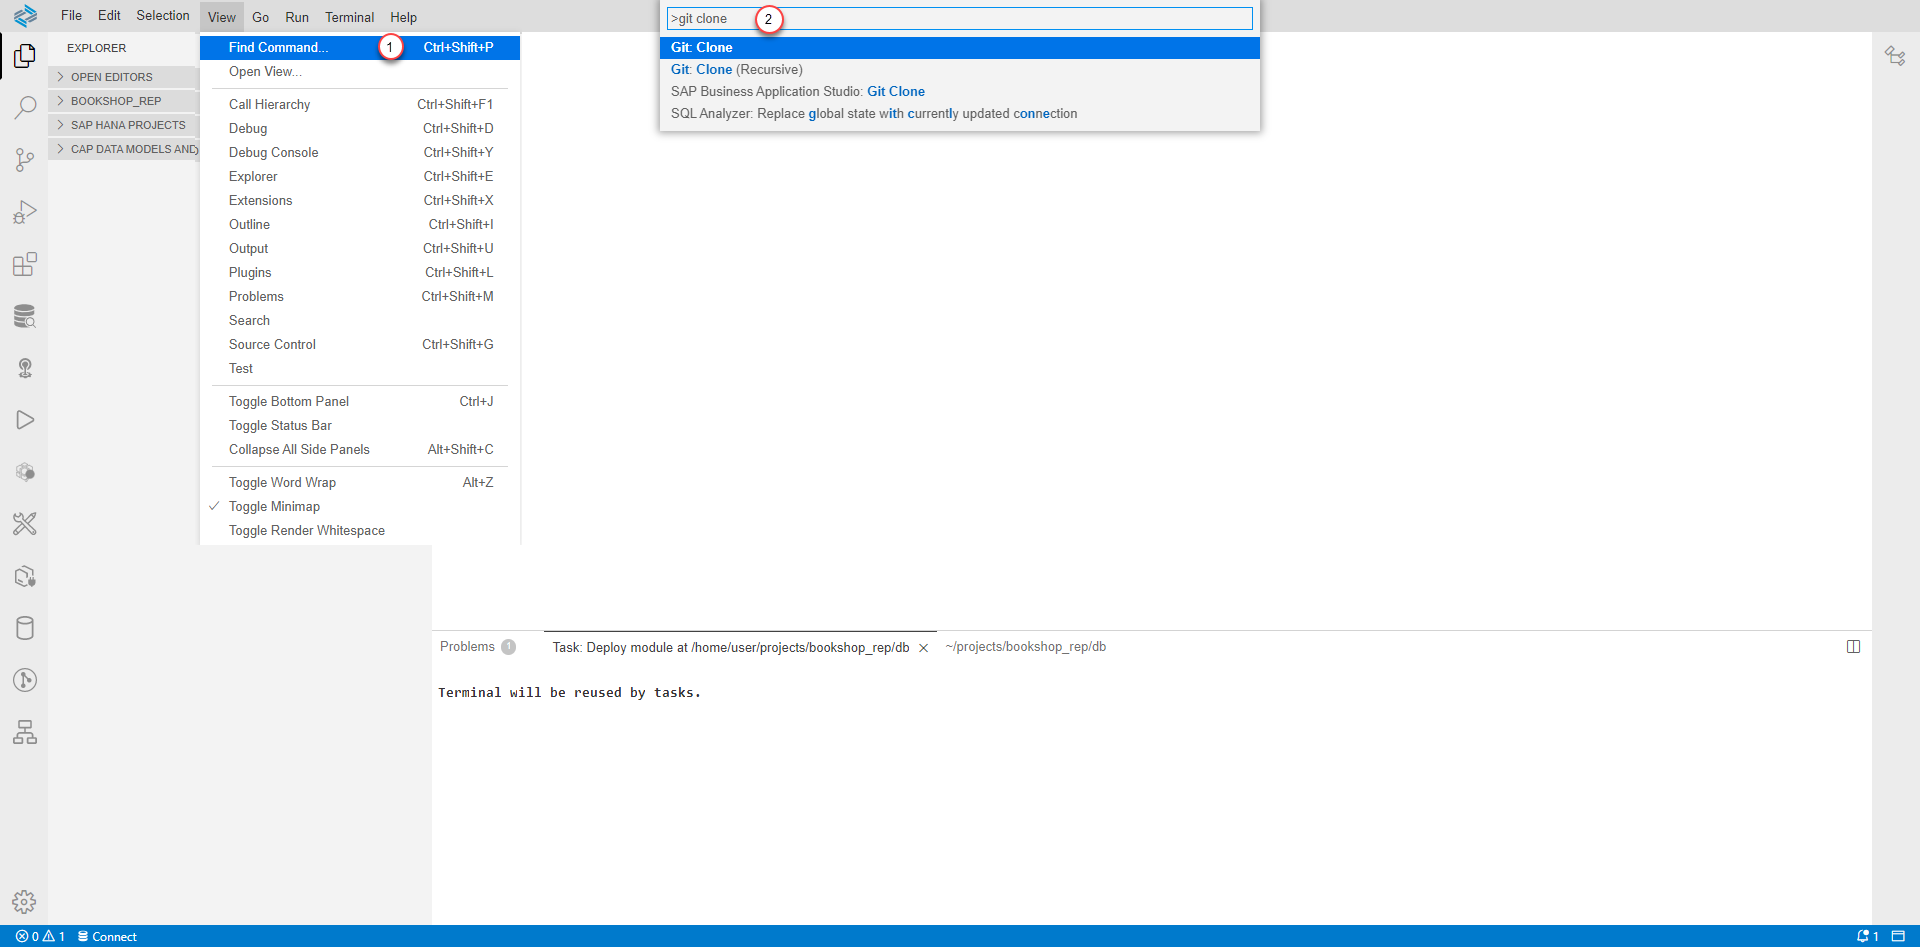 File Edit Selection View Go Run Terminal Help
>git clone 2
EXPLORER
OPEN EDITORS
BOOKSHOP_REP
SAP HANA PROJECTS
CAP DATA MODELS AND
Find Command... 1 Ctrl+Shift+P
Open View...
Call Hierarchy Ctrl+Shift+F1
Debug Ctrl+Shift+D
Debug Console Ctrl+Shift+Y
Explorer Ctrl+Shift+E
Extensions Ctrl+Shift+X
Outline Ctrl+Shift+I
Output Ctrl+Shift+U
Plugins Ctrl+Shift+L
Problems Ctrl+Shift+M
Search
Source Control Ctrl+Shift+G
Test
Toggle Bottom Panel Ctrl+J
Toggle Status Bar
Collapse All Side Panels Alt+Shift+C
Toggle Word Wrap Alt+Z
Toggle Minimap
Toggle Render Whitespace
Git: Clone
Git: Clone (Recursive)
SAP Business Application Studio: Git Clone
SQL Analyzer: Replace global state with currently updated connection
Problems 1 Task: Deploy module at /home/user/projects/bookshop_rep/db ~/projects/bookshop_rep/db
Terminal will be reused by tasks.
0 1 Connect 1